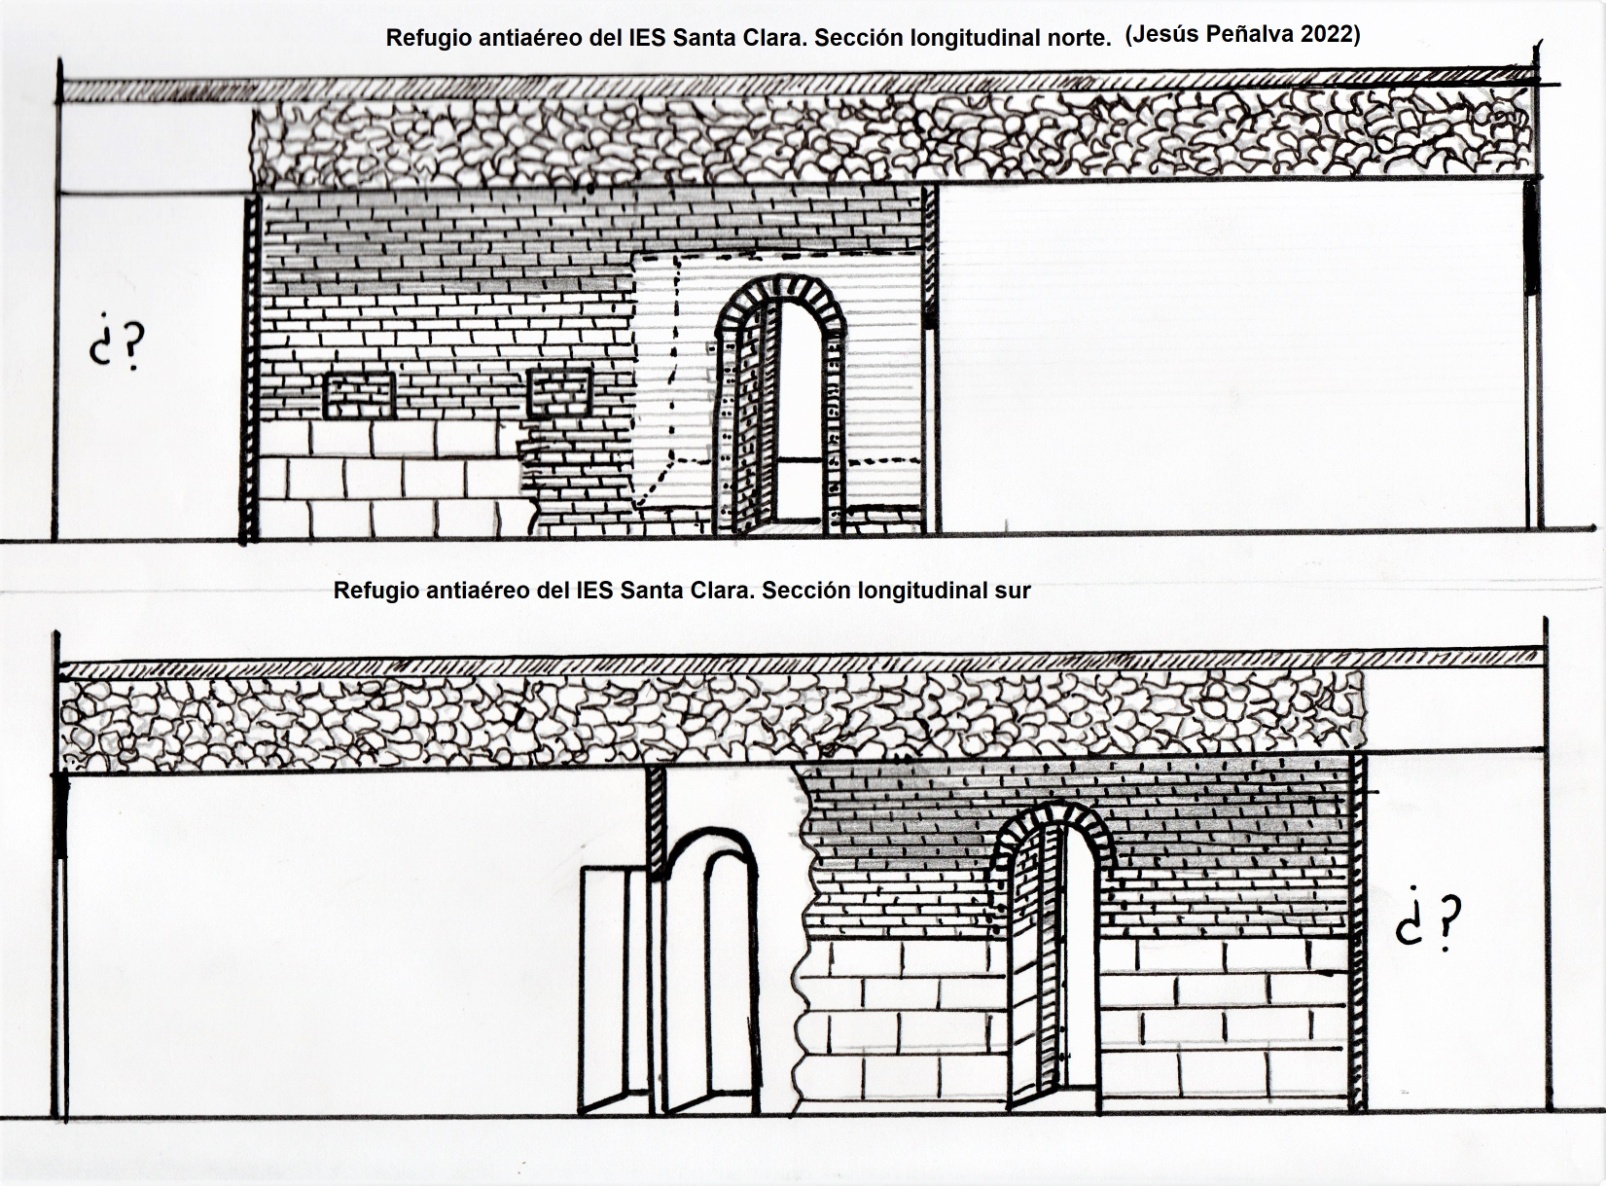 Refugio antiaéreo del IES Santa Clara. Sección longitudinal norte. (Jesús Peñalva 2022)
¿?
Refugio antiaéreo del IES Santa Clara. Sección longitudinal sur
¿?